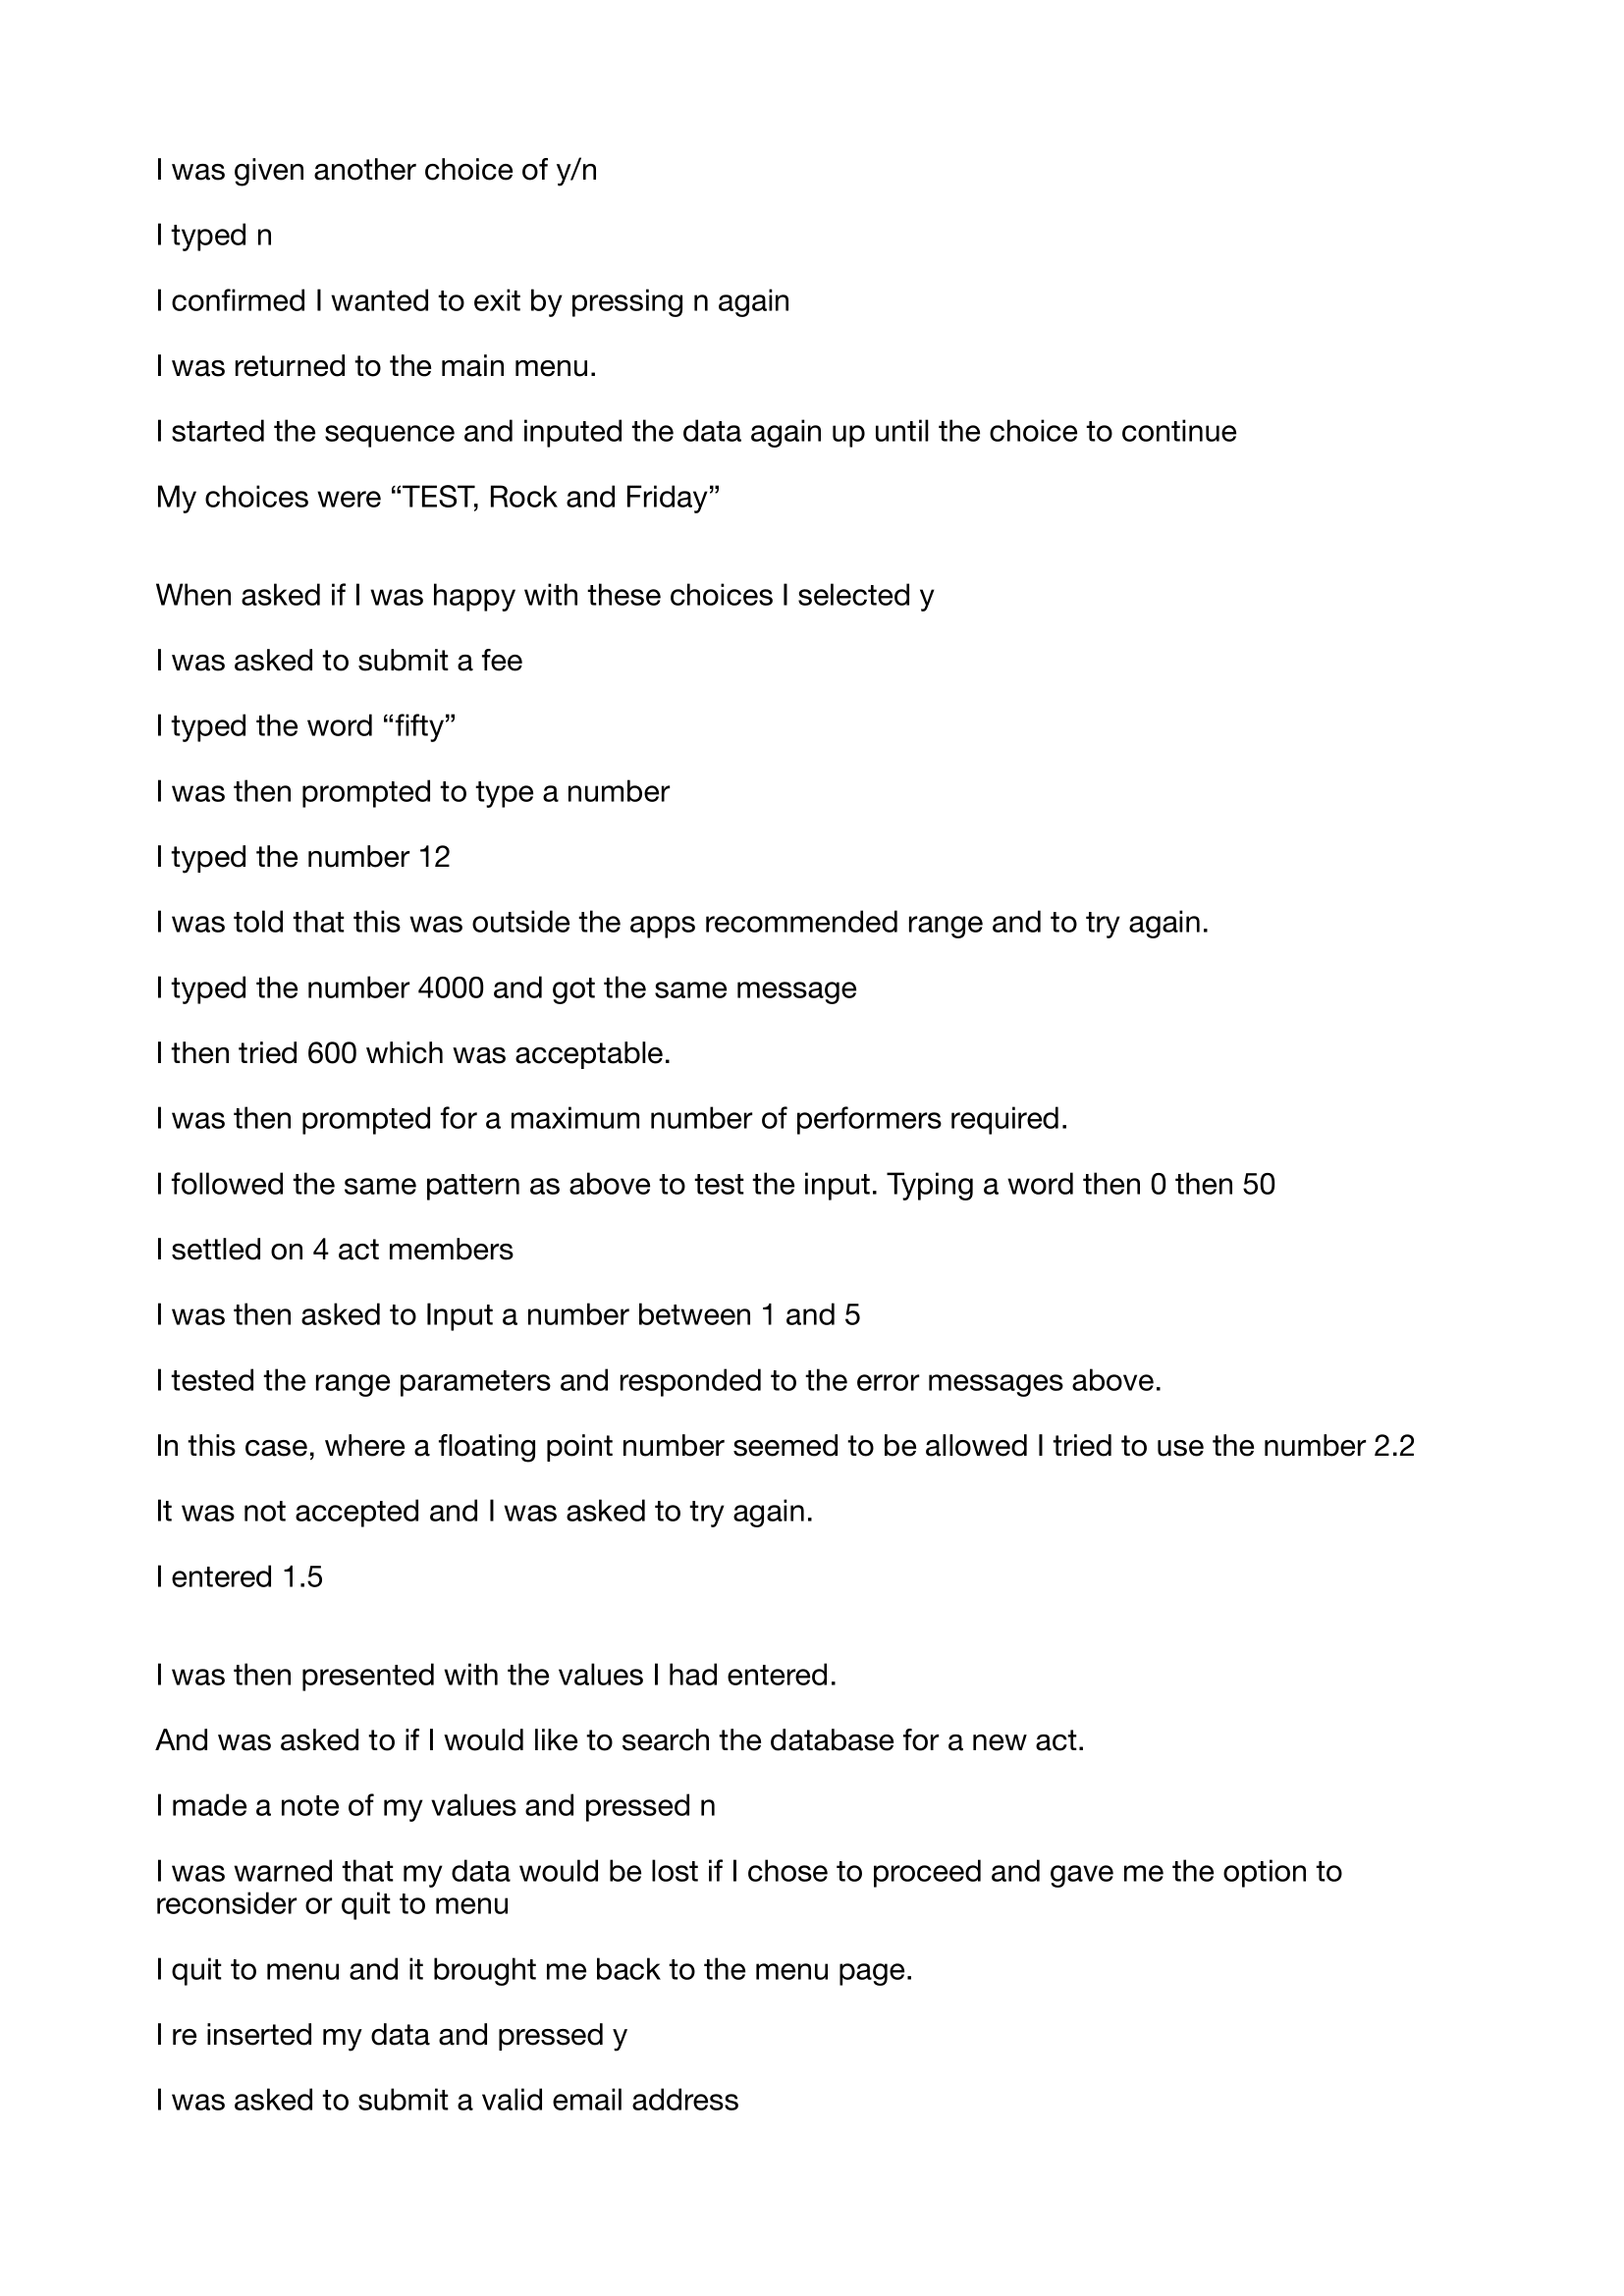 I was given another choice of y/n
I typed n
I confirmed I wanted to exit by pressing n again
I was returned to the main menu.
I started the sequence and inputed the data again up until the choice to continue
My choices were “TEST, Rock and Friday”
When asked if I was happy with these choices I selected y
I was asked to submit a fee
I typed the word “fifty”
I was then prompted to type a number
I typed the number 12
I was told that this was outside the apps recommended range and to try again.
I typed the number 4000 and got the same message
I then tried 600 which was acceptable.
I was then prompted for a maximum number of performers required.
I followed the same pattern as above to test the input. Typing a word then 0 then 50
I settled on 4 act members
I was then asked to Input a number between 1 and 5
I tested the range parameters and responded to the error messages above.
In this case, where a floating point number seemed to be allowed I tried to use the number 2.2
It was not accepted and I was asked to try again.
I entered 1.5
I was then presented with the values I had entered.
And was asked to if I would like to search the database for a new act.
I made a note of my values and pressed n
I was warned that my data would be lost if I chose to proceed and gave me the option to
reconsider or quit to menu
I quit to menu and it brought me back to the menu page.
I re inserted my data and pressed y
I was asked to submit a valid email address